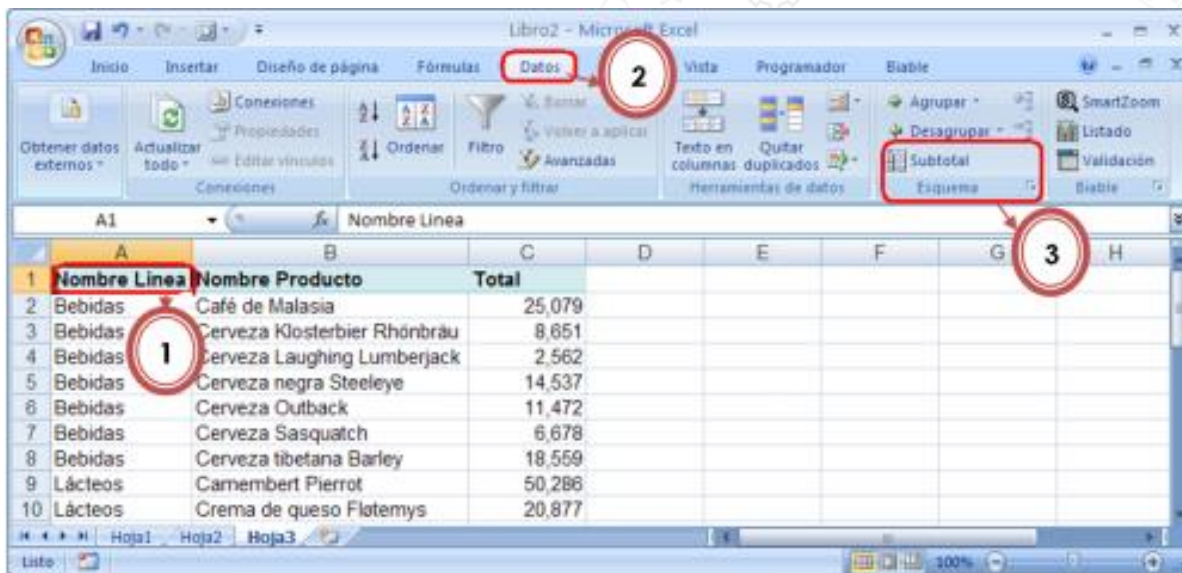 Libro2 - Microsoft Excel
Inicio Insertar Diseño de página Fórmulas Datos Vista Programador Biable
2
Obtener datos externos
Actualizar todo
Conexiones
Propiedades
Editar vínculos
Conexiones
Ordenar
Filtro
Borrar
Volver a aplicar
Avanzadas
Ordenar y filtrar
Texto en columnas
Quitar duplicados
Herramientas de datos
Agrupar
Desagrupar
Subtotal
Esquema
SmartZoom
Listado
Validación
Biable
A1 fx Nombre Linea
3
A B C D E F G H
1 Nombre Linea Nombre Producto Total
2 Bebidas Café de Malasia 25,079
3 Bebidas Cerveza Klosterbier Rhönbräu 8,651
4 Bebidas Cerveza Laughing Lumberjack 2,562
5 Bebidas Cerveza negra Steeleye 14,537
6 Bebidas Cerveza Outback 11,472
7 Bebidas Cerveza Sasquatch 6,678
8 Bebidas Cerveza tibetana Barley 18,559
9 Lácteos Camembert Pierrot 50,286
10 Lácteos Crema de queso Fløtemys 20,877
1
Hoja1 Hoja2 Hoja3
Listo 100%